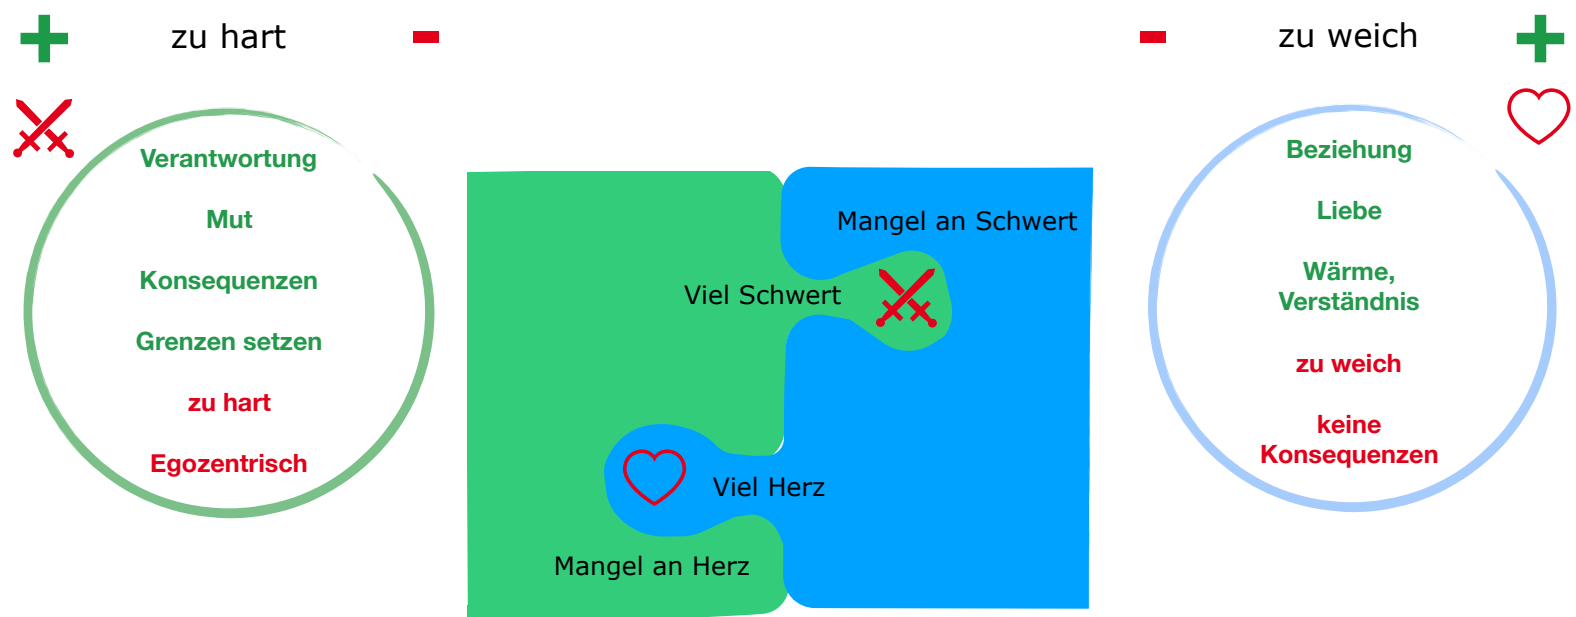 zu hart
zu weich
Verantwortung
Mut
Konsequenzen
Grenzen setzen
zu hart
Egozentrisch
Mangel an Schwert
Viel Schwert
Viel Herz
Mangel an Herz
Beziehung
Liebe
Wärme,
Verständnis
zu weich
keine
Konsequenzen